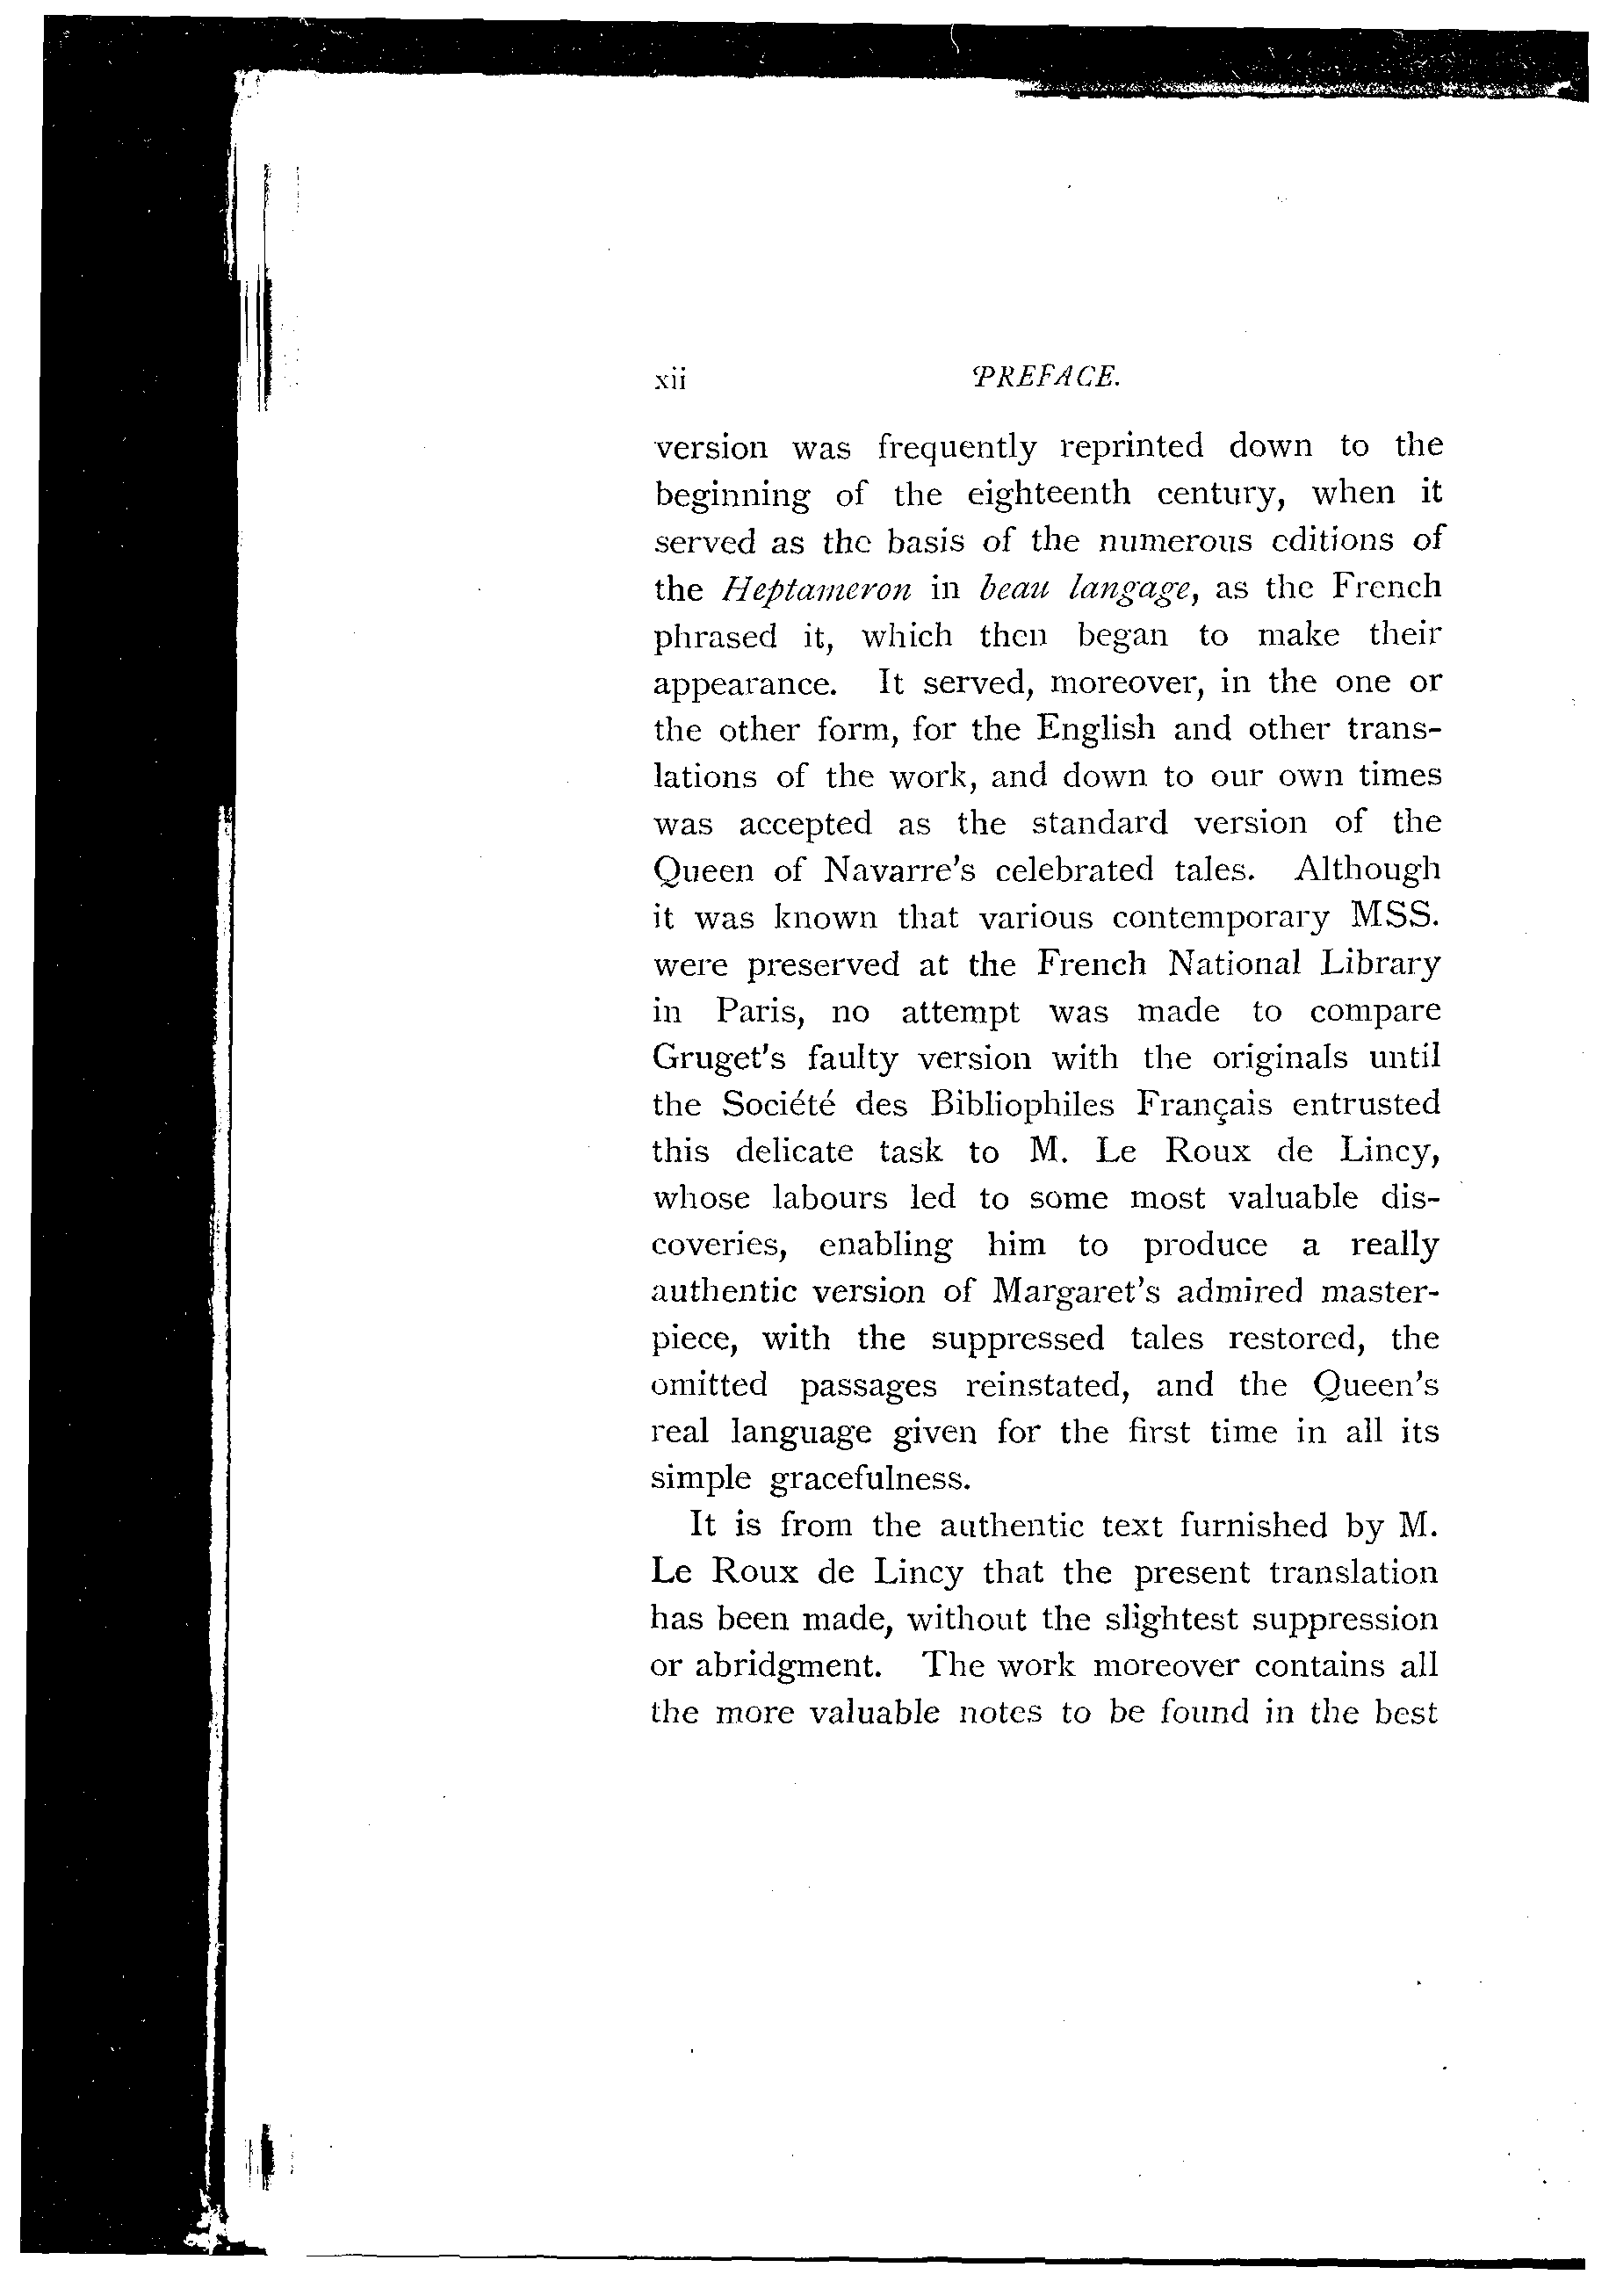 xii PREFACE.
version was frequently reprinted down to the
beginning of the eighteenth century, when it
served as the basis of the numerous editions of
the Heptameron in beau langage, as the French
phrased it, which then began to make their
appearance. It served, moreover, in the one or
the other form, for the English and other trans-
lations of the work, and down to our own times
was accepted as the standard version of the
Queen of Navarre's celebrated tales. Although
it was known that various contemporary MSS.
were preserved at the French National Library
in Paris, no attempt was made to compare
Gruget's faulty version with the originals until
the Société des Bibliophiles Français entrusted
this delicate task to M. Le Roux de Lincy,
whose labours led to some most valuable dis-
coveries, enabling him to produce a really
authentic version of Margaret's admired master-
piece, with the suppressed tales restored, the
omitted passages reinstated, and the Queen's
real language given for the first time in all its
simple gracefulness.
It is from the authentic text furnished by M.
Le Roux de Lincy that the present translation
has been made, without the slightest suppression
or abridgment. The work moreover contains all
the more valuable notes to be found in the best